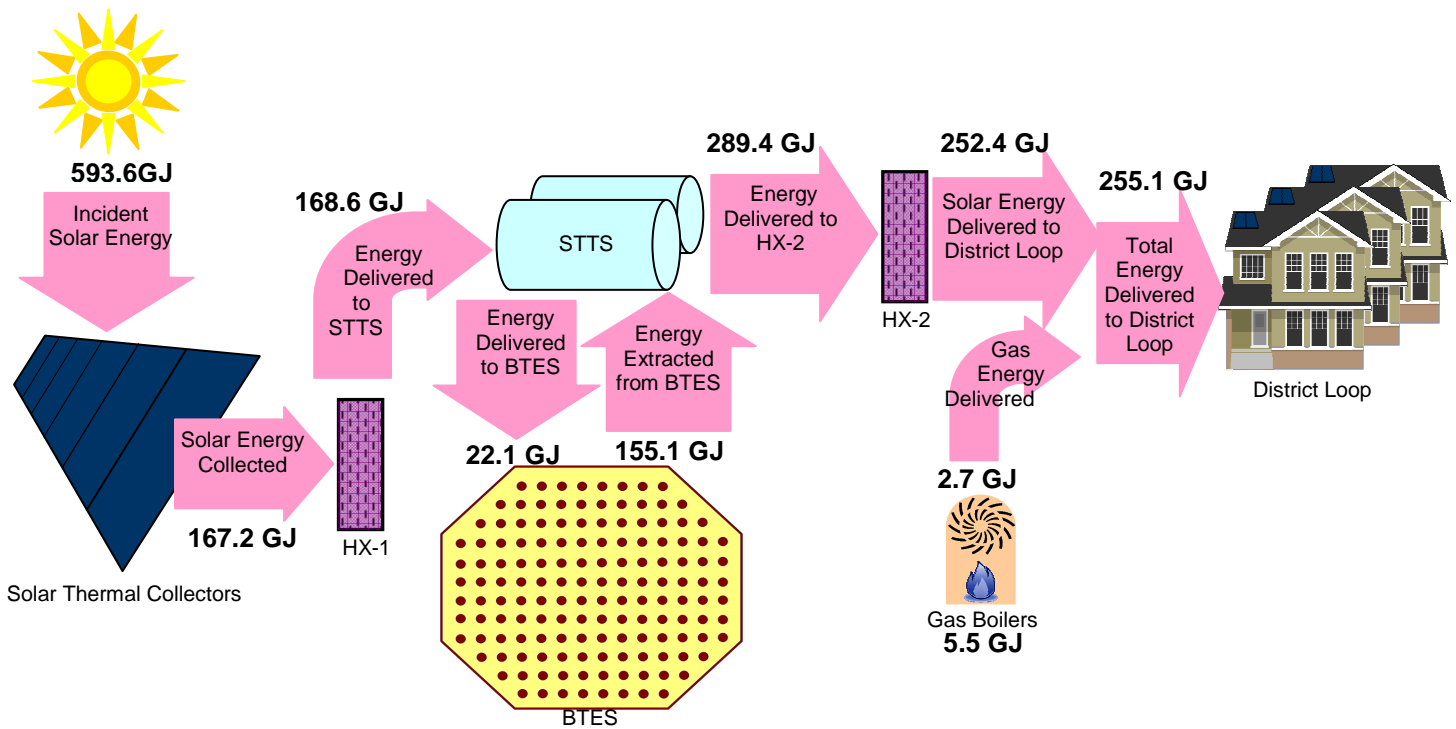 593.6GJ
Incident
Solar Energy
Solar Thermal Collectors
Solar Energy
Collected
167.2 GJ
HX-1
168.6 GJ
Energy
Delivered
to
STTS
STTS
Energy
Delivered
to BTES
22.1 GJ
Energy
Extracted
from BTES
155.1 GJ
BTES
289.4 GJ
Energy
Delivered to
HX-2
HX-2
252.4 GJ
Solar Energy
Delivered to
District Loop
Gas
Energy
Delivered
2.7 GJ
Gas Boilers
5.5 GJ
255.1 GJ
Total
Energy
Delivered
to District
Loop
District Loop